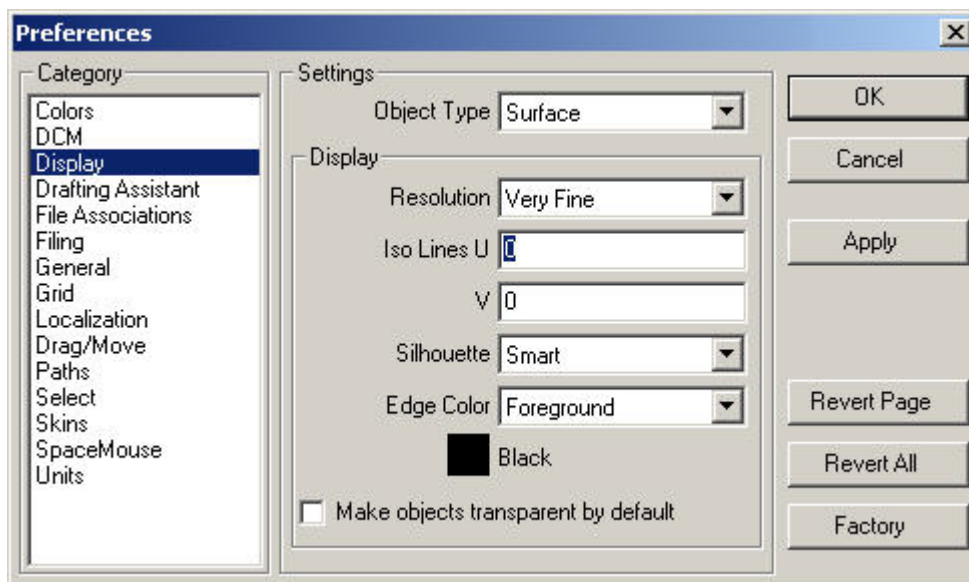 Preferences
Category
Colors
DCM
Display
Drafting Assistant
File Associations
Filing
General
Grid
Localization
Drag/Move
Paths
Select
Skins
SpaceMouse
Units
Settings
Object Type Surface
Display
Resolution Very Fine
Iso Lines U 0
V 0
Silhouette Smart
Edge Color Foreground
Black
Make objects transparent by default
OK
Cancel
Apply
Revert Page
Revert All
Factory